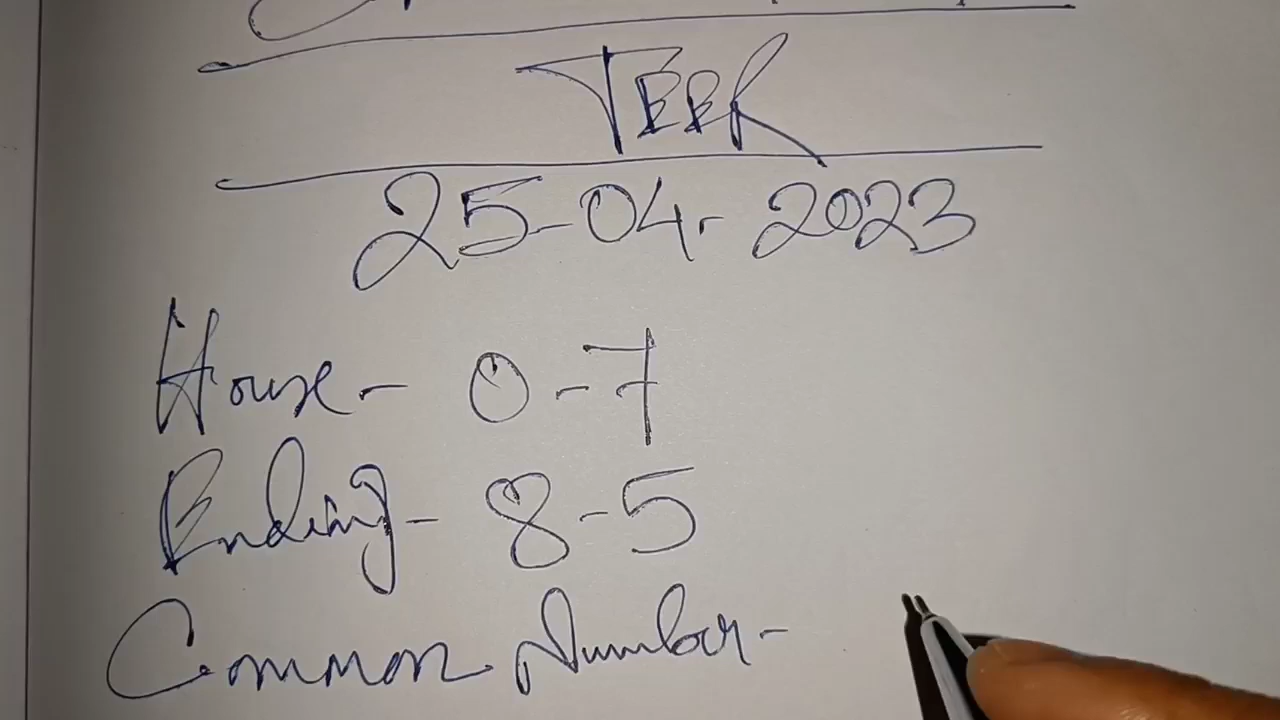 TEER
25-04-2023
House- 0-7
Ending- 8-5
Common Number-